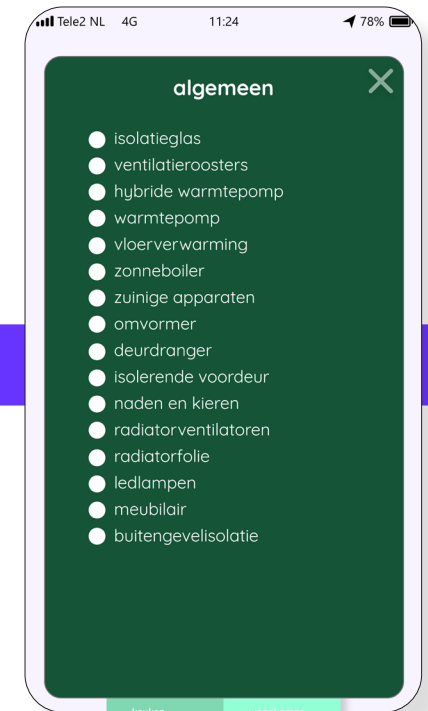 Tele2 NL 4G 11:24 78%
algemeen
isolatieglas
ventilatieroosters
hybride warmtepomp
warmtepomp
vloerverwarming
zonneboiler
zuinige apparaten
omvormer
deurdranger
isolerende voordeur
naden en kieren
radiatorventilatoren
radiatorfolie
ledlampen
meubilair
buitengevelisolatie